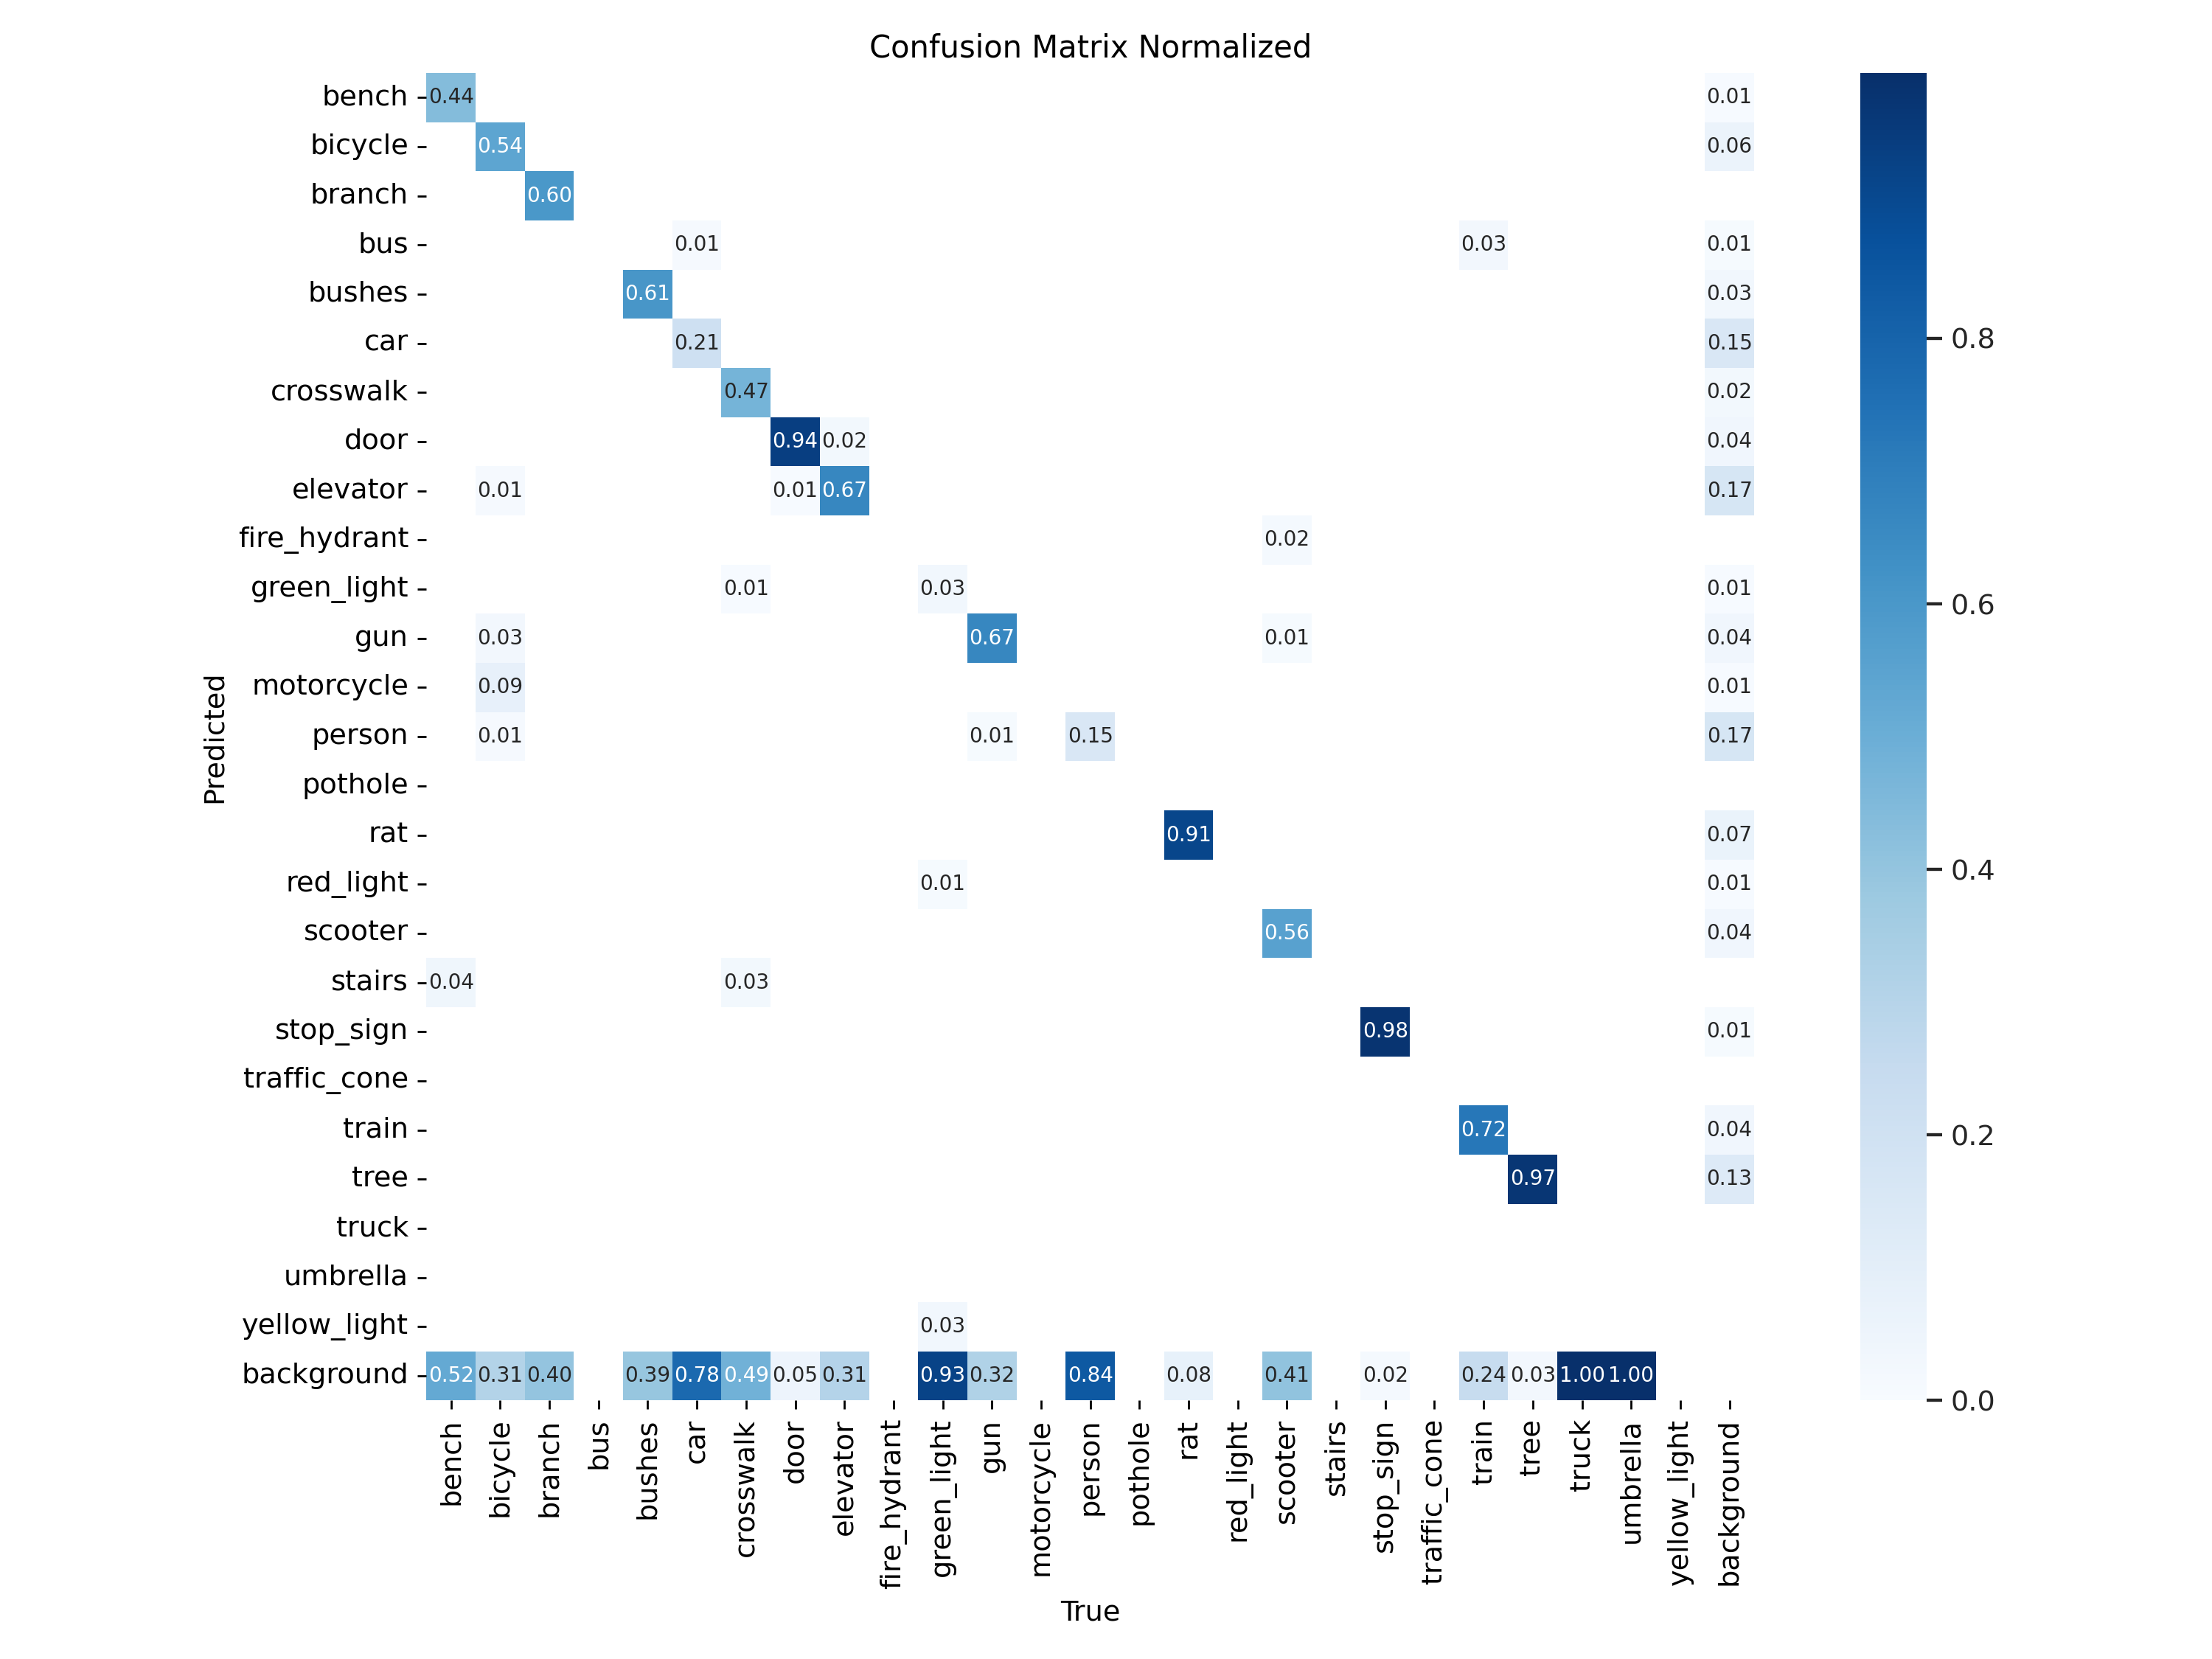 Confusion Matrix Normalized
bench 0.44 0.01
bicycle 0.54 0.06
branch 0.60
bus 0.01 0.03 0.01
bushes 0.61 0.03
car 0.21 0.15
crosswalk 0.47 0.02
door 0.94 0.02 0.04
elevator 0.01 0.01 0.67 0.17
fire_hydrant 0.02
green_light 0.01 0.03 0.01
gun 0.03 0.67 0.01 0.04
motorcycle 0.09 0.01
person 0.01 0.01 0.15 0.17
pothole
rat 0.91 0.07
red_light 0.01 0.01
scooter 0.56 0.04
stairs 0.04 0.03
stop_sign 0.98 0.01
traffic_cone
train 0.72 0.04
tree 0.97 0.13
truck
umbrella
yellow_light 0.03
background 0.52 0.31 0.40 0.39 0.78 0.49 0.05 0.31 0.93 0.32 0.84 0.08 0.41 0.02 0.24 0.03 1.00 1.00
Predicted
bench
bicycle
branch
bus
bushes
car
crosswalk
door
elevator
fire_hydrant
green_light
gun
motorcycle
person
pothole
rat
red_light
scooter
stairs
stop_sign
traffic_cone
train
tree
truck
umbrella
yellow_light
background
True
0.8
0.6
0.4
0.2
0.0